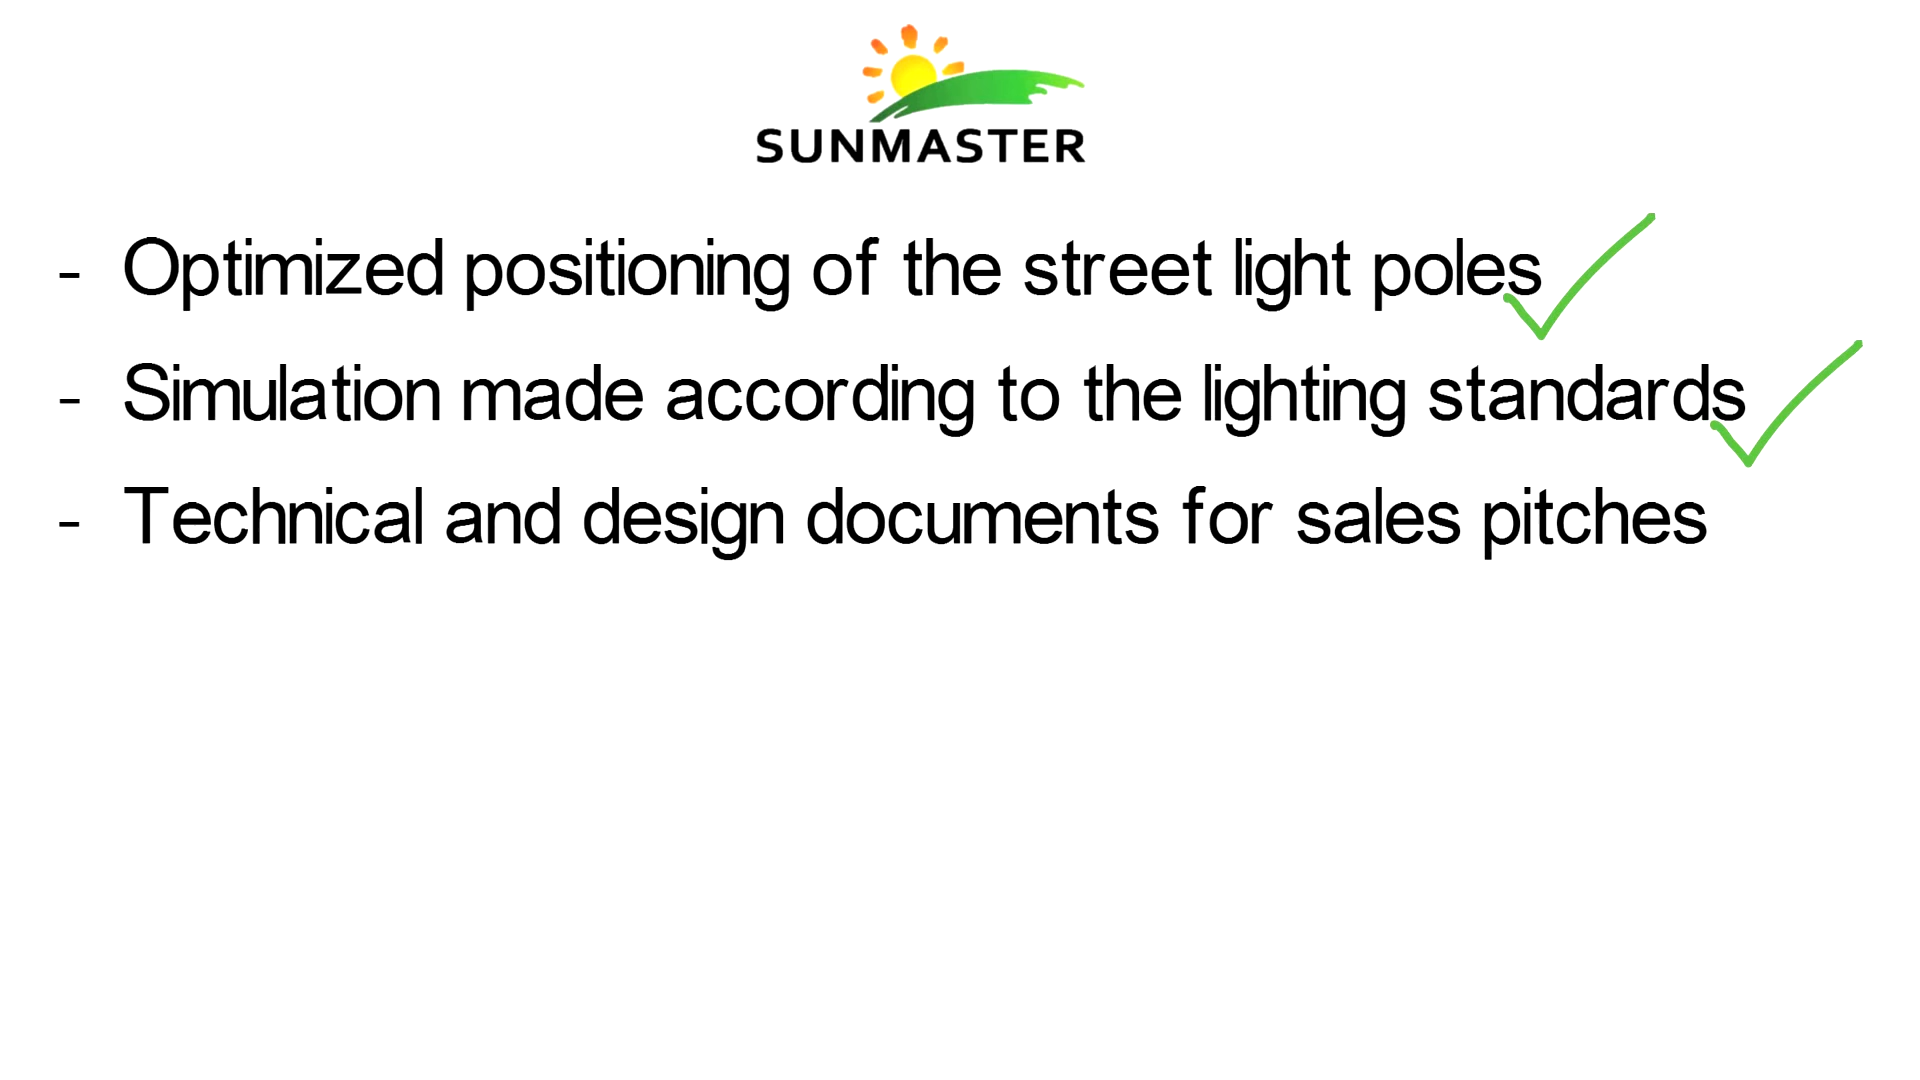 SUNMASTER
- Optimized positioning of the street light poles
- Simulation made according to the lighting standards
- Technical and design documents for sales pitches